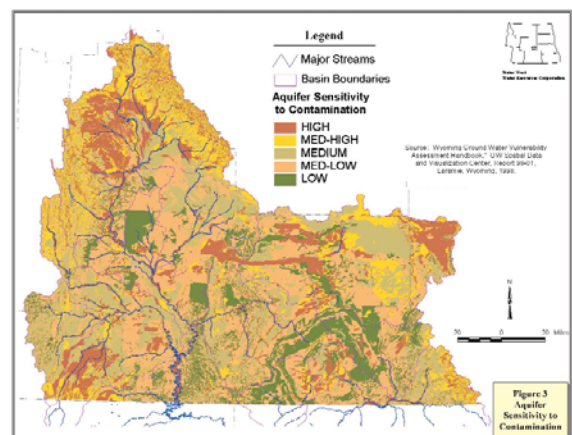 Legend
Major Streams
Basin Boundaries
Aquifer Sensitivity
to Contamination
HIGH
MED-HIGH
MEDIUM
MED-LOW
LOW
Source: "Wyoming Ground Water Vulnerability
Assessment Handbook," UW Spatial Data
and Visualization Center, Report 98-01,
Laramie, Wyoming, 1998.
N
20 0 20 Miles
Figure 3
Aquifer
Sensitivity to
Contamination